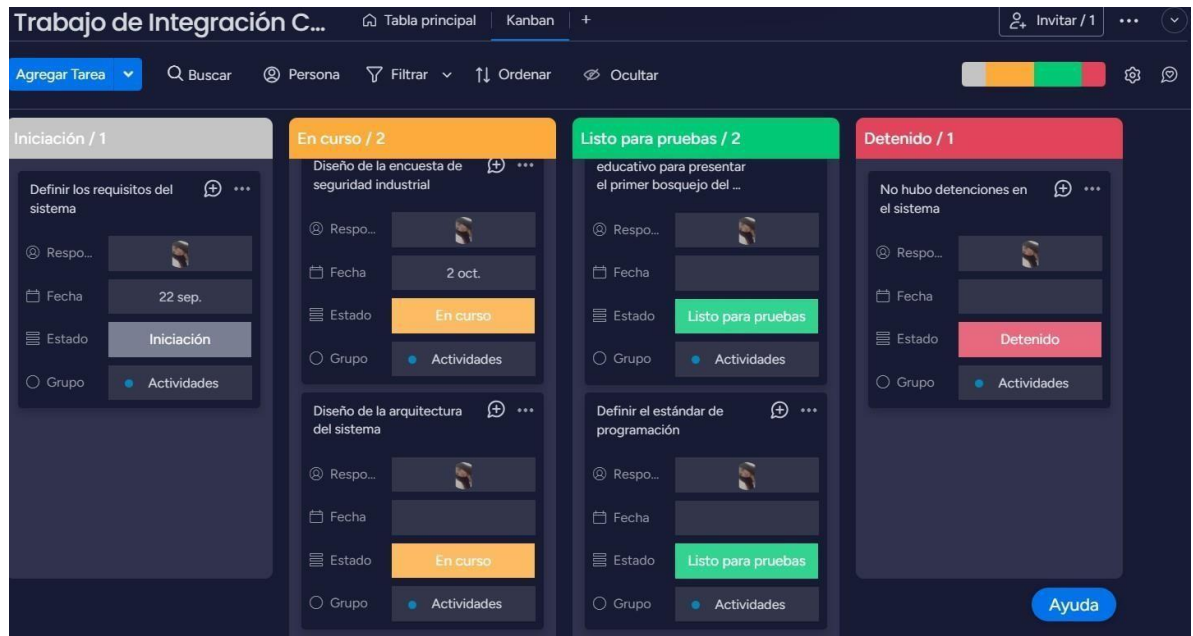 Trabajo de Integración C...
Tabla principal
Kanban
+
Invitar / 1
Agregar Tarea
Buscar
Persona
Filtrar
Ordenar
Ocultar
Iniciación / 1
Definir los requisitos del
sistema
Respo...
Fecha
22 sep.
Estado
Iniciación
Grupo
Actividades
En curso / 2
Diseño de la encuesta de
seguridad industrial
Respo...
Fecha
2 oct.
Estado
En curso
Grupo
Actividades
Diseño de la arquitectura
del sistema
Respo...
Fecha
Estado
En curso
Grupo
Actividades
Listo para pruebas / 2
educativo para presentar
el primer bosquejo del ...
Respo...
Fecha
Estado
Listo para pruebas
Grupo
Actividades
Definir el estándar de
programación
Respo...
Fecha
Estado
Listo para pruebas
Grupo
Actividades
Detenido / 1
No hubo detenciones en
el sistema
Respo...
Fecha
Estado
Detenido
Grupo
Actividades
Ayuda